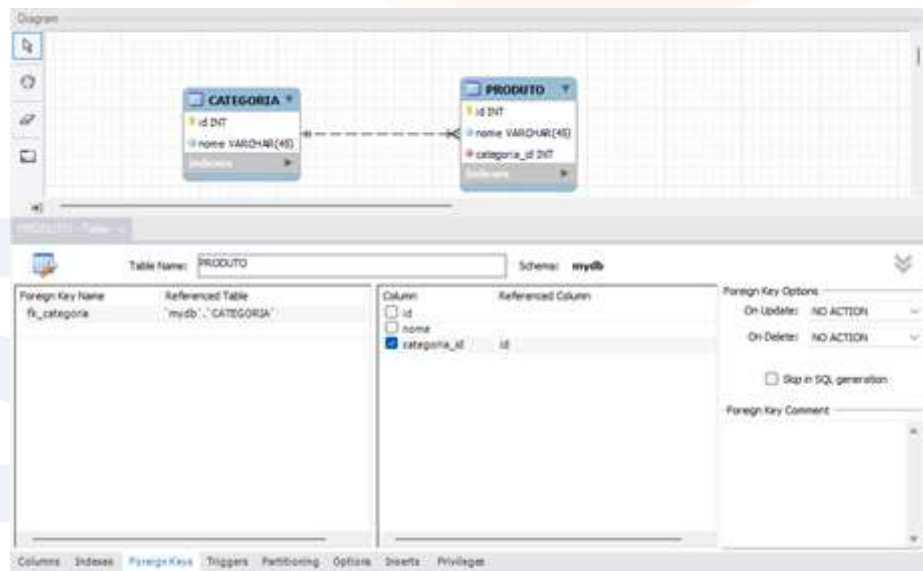 Diagram
CATEGORIA
id INT
nome VARCHAR(45)
Indexes
PRODUTO
id INT
nome VARCHAR(45)
categoria_id INT
Indexes
PRODUTO - Table
Table Name: PRODUTO Schema: mydb
Foreign Key Name Referenced Table
fk_categoria `mydb`.`CATEGORIA`
Column Referenced Column
id
nome
categoria_id id
Foreign Key Options
On Update: NO ACTION
On Delete: NO ACTION
Skip in SQL generation
Foreign Key Comment
Columns Indexes Foreign Keys Triggers Partitioning Options Inserts Privileges